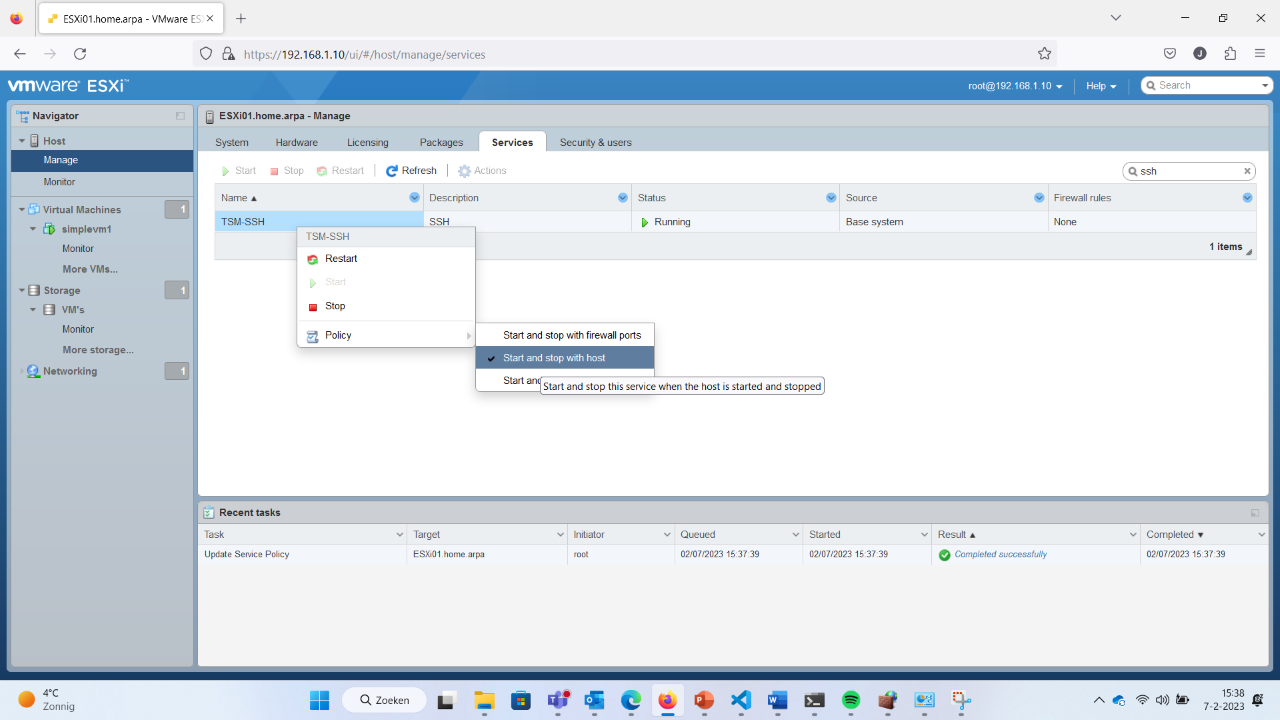 ESXi01.home.arpa - VMware ES
https://192.168.1.10/ui/#/host/manage/services
J
vmware ESXi™
root@192.168.1.10
Help
Search
Navigator
ESXi01.home.arpa - Manage
Host
Manage
Monitor
Virtual Machines 1
simplevm1
Monitor
More VMs...
Storage 1
VM's
Monitor
More storage...
Networking 1
System Hardware Licensing Packages Services Security & users
Start Stop Restart Refresh Actions
ssh
Name Description Status Source Firewall rules
TSM-SSH SSH Running Base system None
1 items
TSM-SSH
Restart
Start
Stop
Policy
Start and stop with firewall ports
Start and stop with host
Start and
Start and stop this service when the host is started and stopped
Recent tasks
Task Target Initiator Queued Started Result Completed
Update Service Policy ESXi01.home.arpa root 02/07/2023 15:37:39 02/07/2023 15:37:39 Completed successfully 02/07/2023 15:37:39
4°C
Zonnig
Zoeken
15:38
7-2-2023